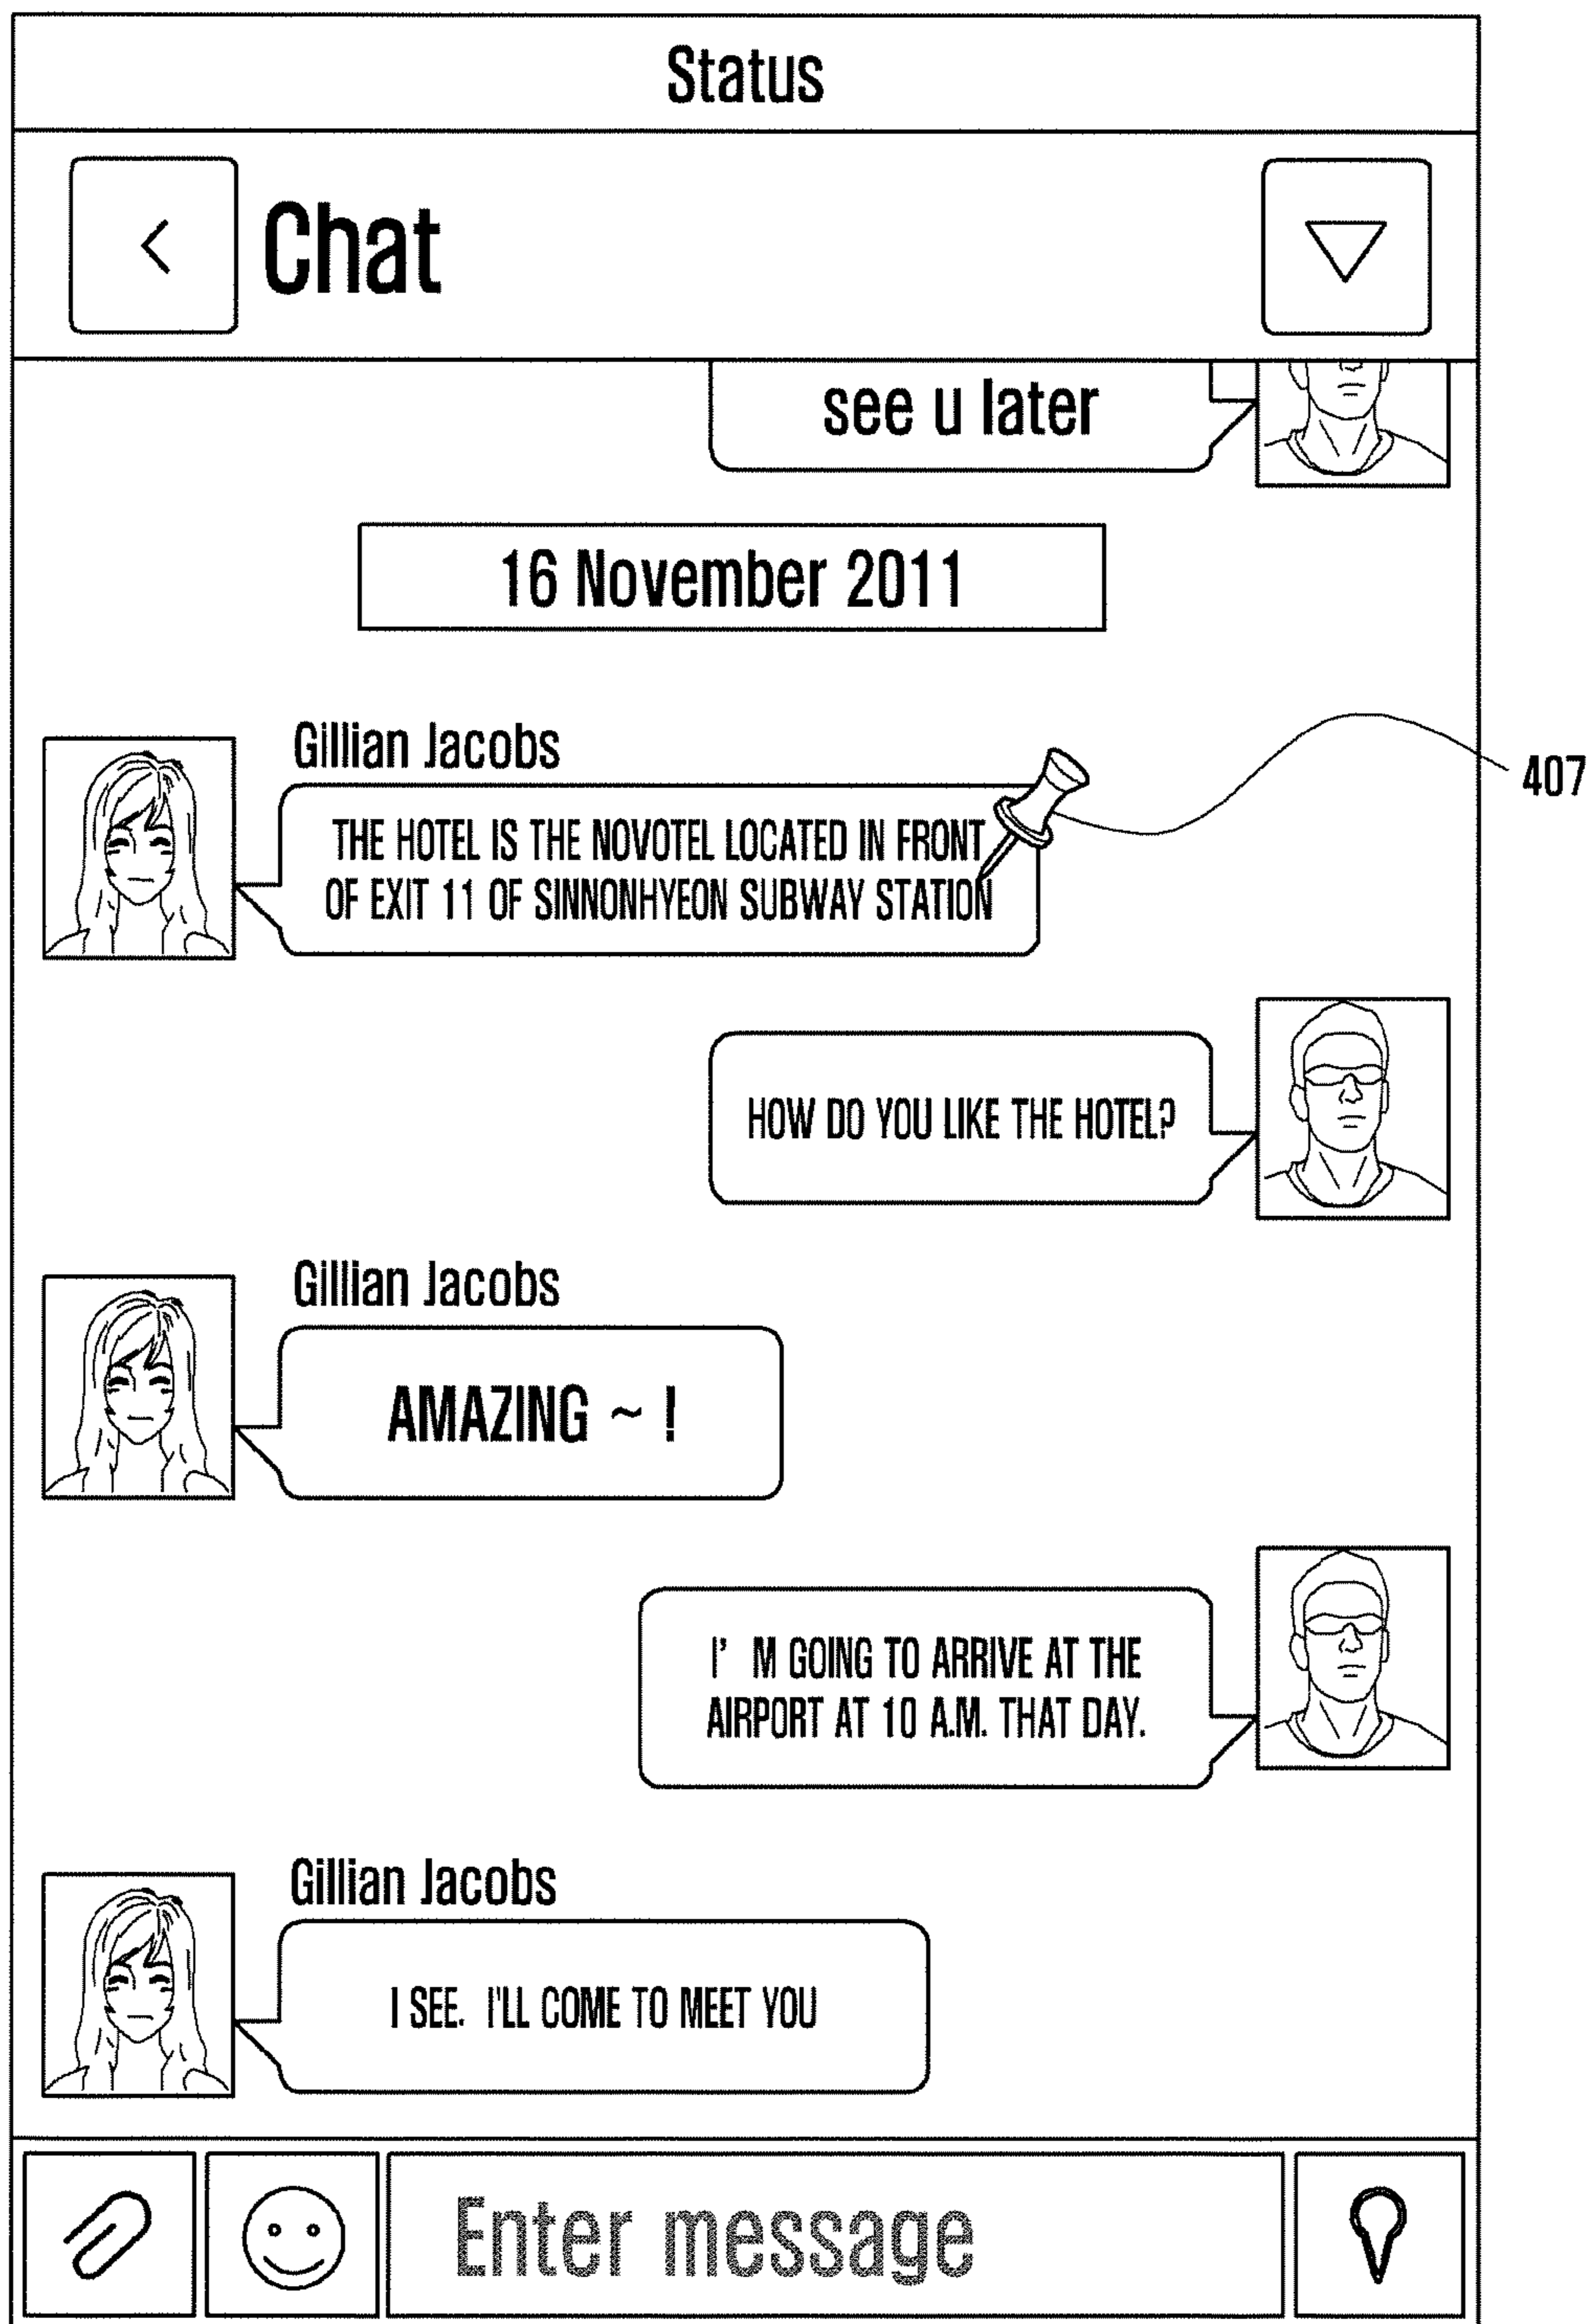 Status
Chat
see u later
16 November 2011
Gillian Jacobs
407
THE HOTEL IS THE NOVOTEL LOCATED IN FRONT
OF EXIT 11 OF SINNONHYEON SUBWAY STATION
HOW DO YOU LIKE THE HOTEL?
Gillian Jacobs
AMAZING ~ !
I' M GOING TO ARRIVE AT THE
AIRPORT AT 10 A.M. THAT DAY.
Gillian Jacobs
I SEE. I'LL COME TO MEET YOU
Enter message